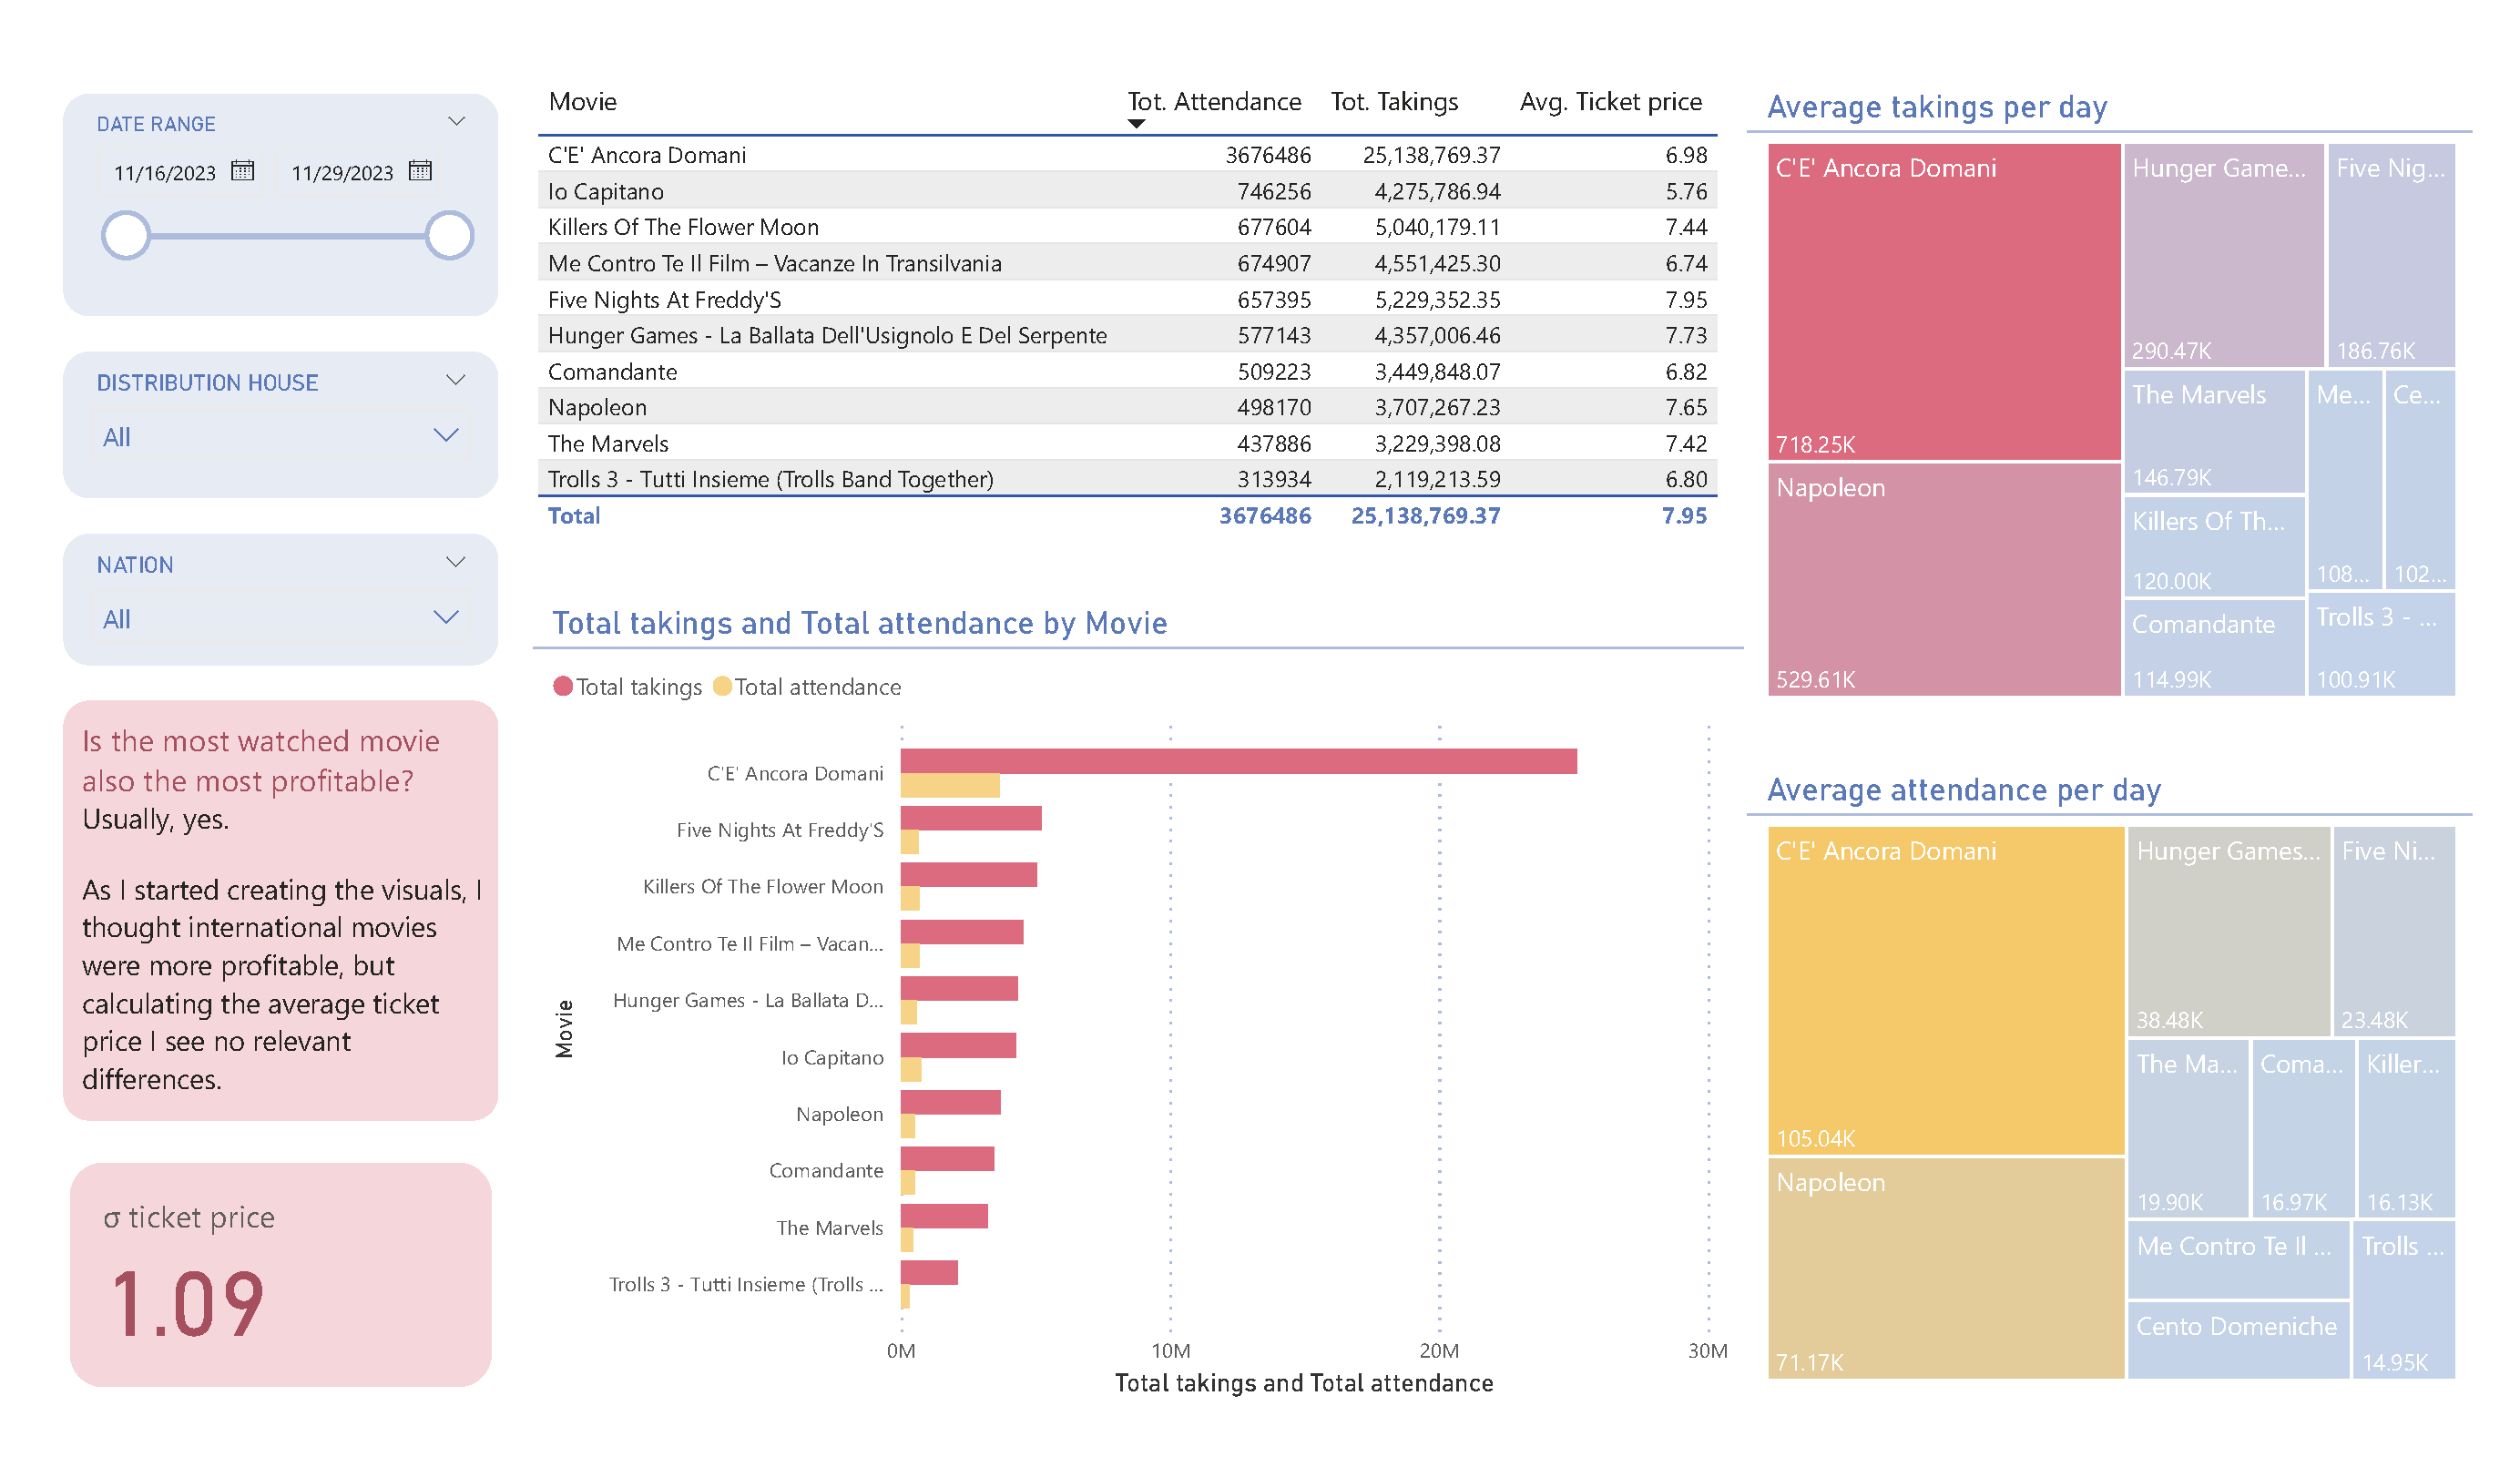 DATE RANGE
11/16/2023 11/29/2023
DISTRIBUTION HOUSE
All
NATION
All
Is the most watched movie
also the most profitable?
Usually, yes.
As I started creating the visuals, I
thought international movies
were more profitable, but
calculating the average ticket
price I see no relevant
differences.
σ ticket price
1.09
Movie Tot. Attendance Tot. Takings Avg. Ticket price
C'E' Ancora Domani 3676486 25,138,769.37 6.98
Io Capitano 746256 4,275,786.94 5.76
Killers Of The Flower Moon 677604 5,040,179.11 7.44
Me Contro Te Il Film – Vacanze In Transilvania 674907 4,551,425.30 6.74
Five Nights At Freddy'S 657395 5,229,352.35 7.95
Hunger Games - La Ballata Dell'Usignolo E Del Serpente 577143 4,357,006.46 7.73
Comandante 509223 3,449,848.07 6.82
Napoleon 498170 3,707,267.23 7.65
The Marvels 437886 3,229,398.08 7.42
Trolls 3 - Tutti Insieme (Trolls Band Together) 313934 2,119,213.59 6.80
Total 3676486 25,138,769.37 7.95
Total takings and Total attendance by Movie
Total takings Total attendance
Movie
C'E' Ancora Domani
Five Nights At Freddy'S
Killers Of The Flower Moon
Me Contro Te Il Film – Vacan...
Hunger Games - La Ballata D...
Io Capitano
Napoleon
Comandante
The Marvels
Trolls 3 - Tutti Insieme (Trolls ...
0M 10M 20M 30M
Total takings and Total attendance
Average takings per day
C'E' Ancora Domani
718.25K
Napoleon
529.61K
Hunger Game...
290.47K
Five Nig...
186.76K
The Marvels
146.79K
Killers Of Th...
120.00K
Comandante
114.99K
Me...
108...
Ce...
102...
Trolls 3 - ...
100.91K
Average attendance per day
C'E' Ancora Domani
105.04K
Napoleon
71.17K
Hunger Games...
38.48K
Five Ni...
23.48K
The Ma...
19.90K
Coma...
16.97K
Killer...
16.13K
Me Contro Te Il ...
Cento Domeniche
Trolls ...
14.95K